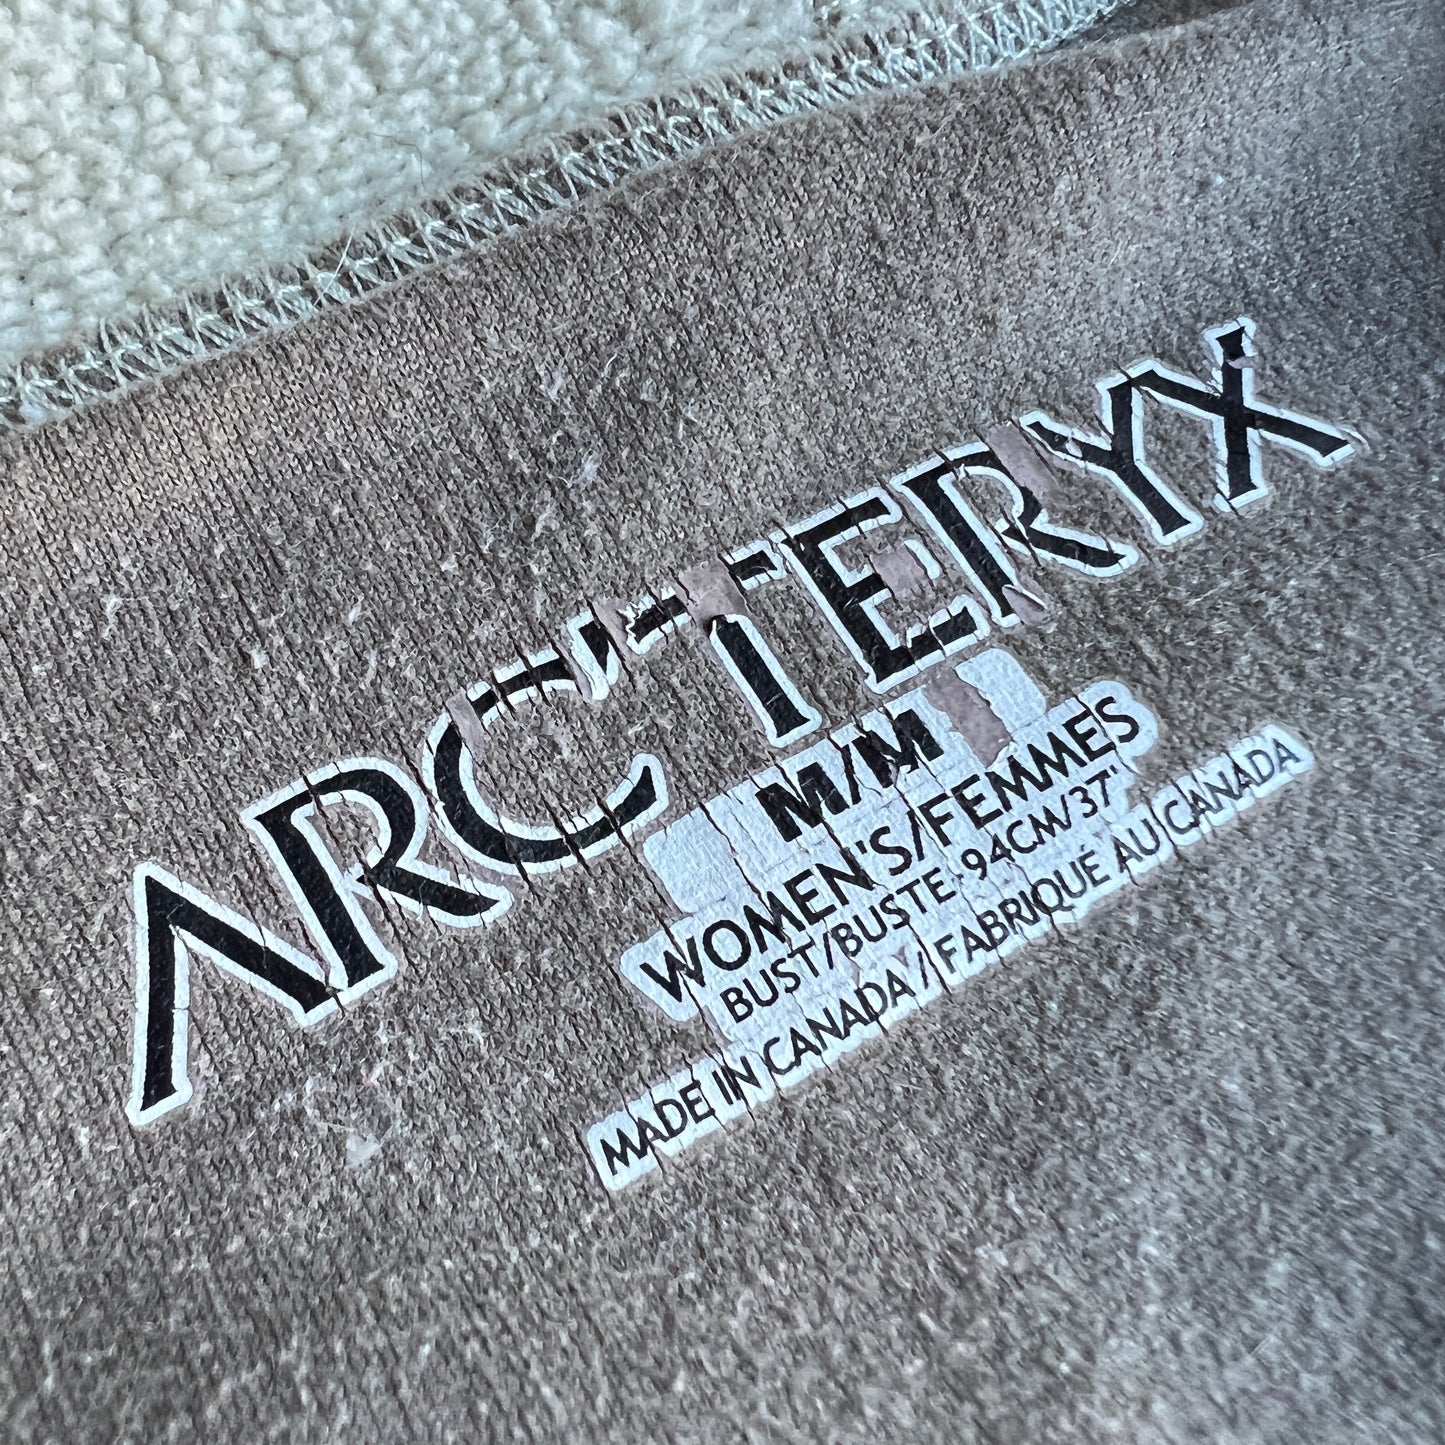 ARC'TERYX
M/M
WOMEN'S/FEMMES
BUST/BUSTE-94CM/37'
MADE IN CANADA / FABRIQUÉ AU CANADA